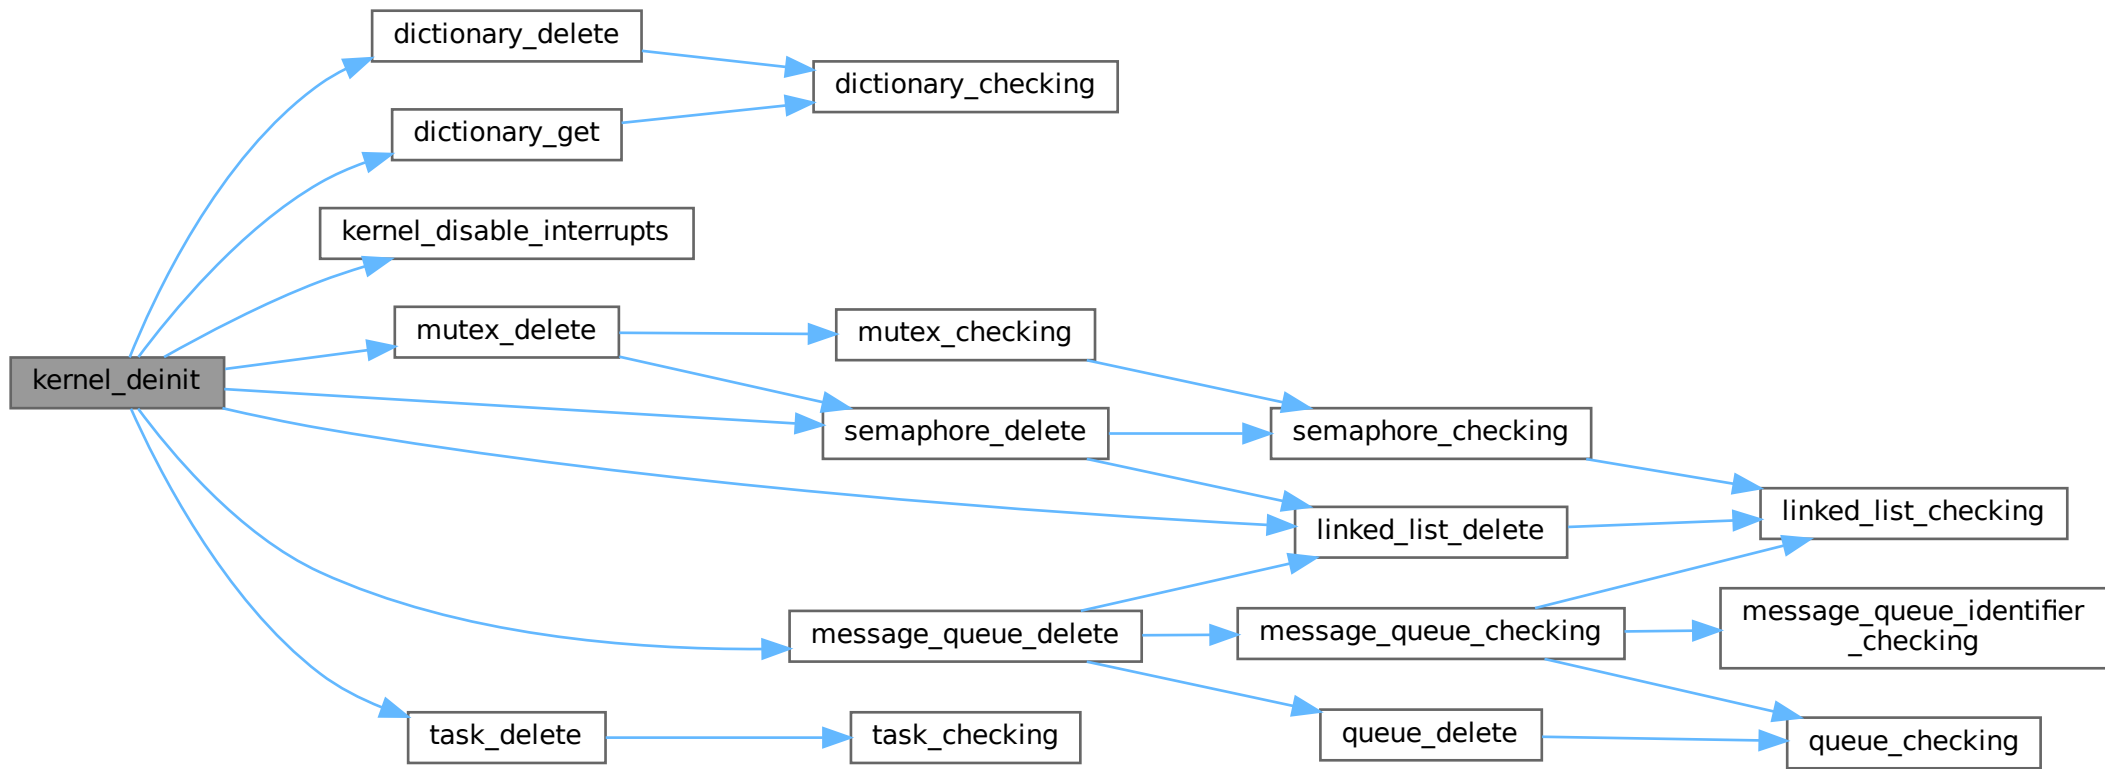 dictionary_delete
dictionary_checking
dictionary_get
kernel_disable_interrupts
mutex_delete
mutex_checking
kernel_deinit
semaphore_delete
semaphore_checking
linked_list_delete
linked_list_checking
message_queue_delete
message_queue_checking
message_queue_identifier
_checking
task_delete
task_checking
queue_delete
queue_checking